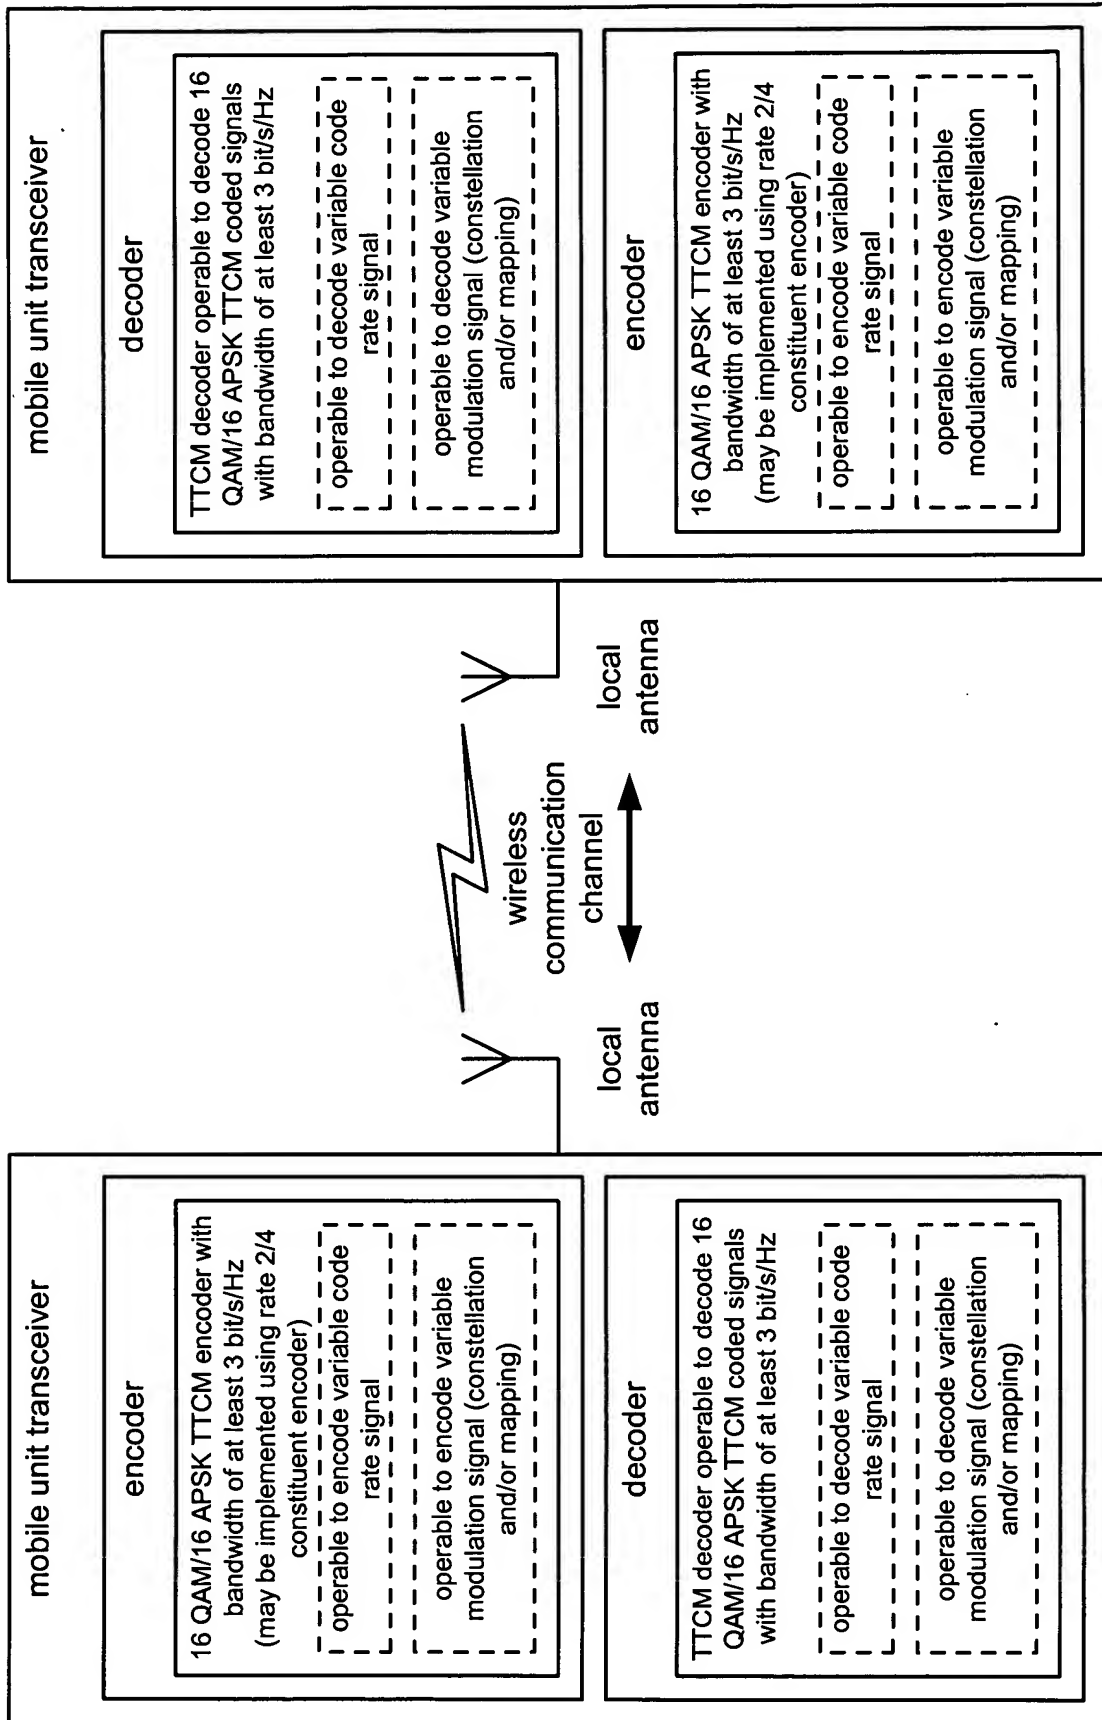 mobile unit transceiver
encoder
16 QAM/16 APSK TTCM encoder with
bandwidth of at least 3 bit/s/Hz
(may be implemented using rate 2/4
constituent encoder)
operable to encode variable code
rate signal
operable to encode variable
modulation signal (constellation
and/or mapping)
decoder
TTCM decoder operable to decode 16
QAM/16 APSK TTCM coded signals
with bandwidth of at least 3 bit/s/Hz
operable to decode variable code
rate signal
operable to decode variable
modulation signal (constellation
and/or mapping)
local
antenna
wireless
communication
channel
local
antenna
mobile unit transceiver
decoder
TTCM decoder operable to decode 16
QAM/16 APSK TTCM coded signals
with bandwidth of at least 3 bit/s/Hz
operable to decode variable code
rate signal
operable to decode variable
modulation signal (constellation
and/or mapping)
encoder
16 QAM/16 APSK TTCM encoder with
bandwidth of at least 3 bit/s/Hz
(may be implemented using rate 2/4
constituent encoder)
operable to encode variable code
rate signal
operable to encode variable
modulation signal (constellation
and/or mapping)